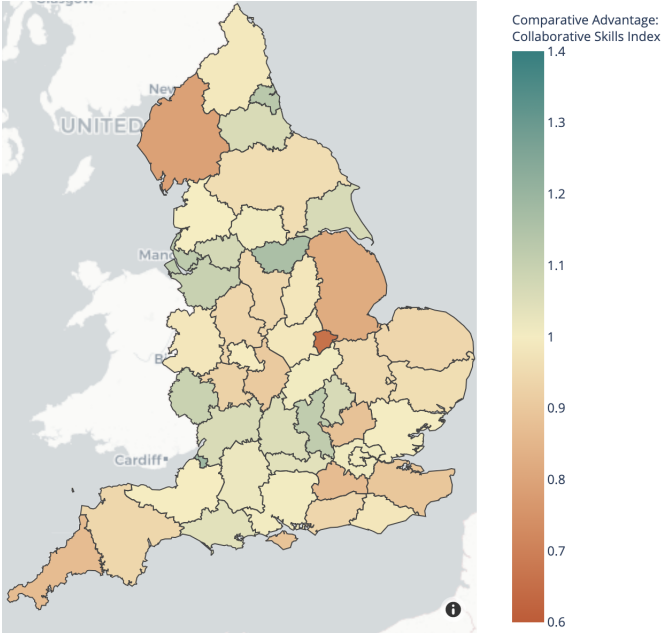 Comparative Advantage:
Collaborative Skills Index
1.4
1.3
1.2
1.1
1
0.9
0.8
0.7
0.6
UNITED
Cardiff
i